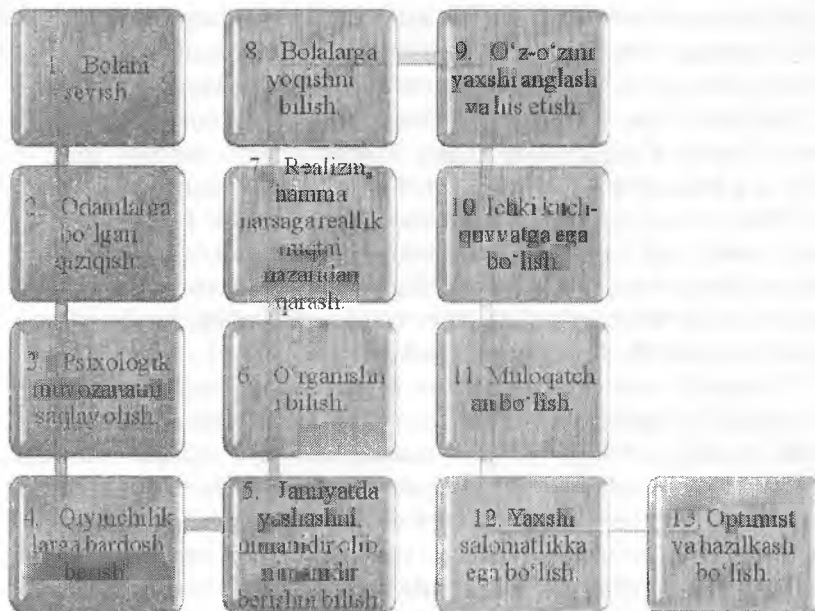 1. Bolani
sevish.
2. Odamlarga
bo‘lgan
qiziqish.
3. Psixologik
muvozanatni
saqlay olish.
4. Qiyinchilik
larga bardosh
berish.
5. Jamiyatda
yashashni,
nimanidir olib,
nimanidir
berishni bilish.
6. O‘rganishn
i bilish.
7. Realizm,
hamma
narsaga reallik
nuqtai
nazaridan
qarash.
8. Bolalarga
yoqishni
bilish.
9. O‘z-o‘zini
yaxshi anglash
va his etish.
10. Ichki kuch-
quvvatga ega
bo‘lish.
11. Muloqatch
an bo‘lish.
12. Yaxshi
salomatlikka
ega bo‘lish.
13. Optimist
va hazilkash
bo‘lish.